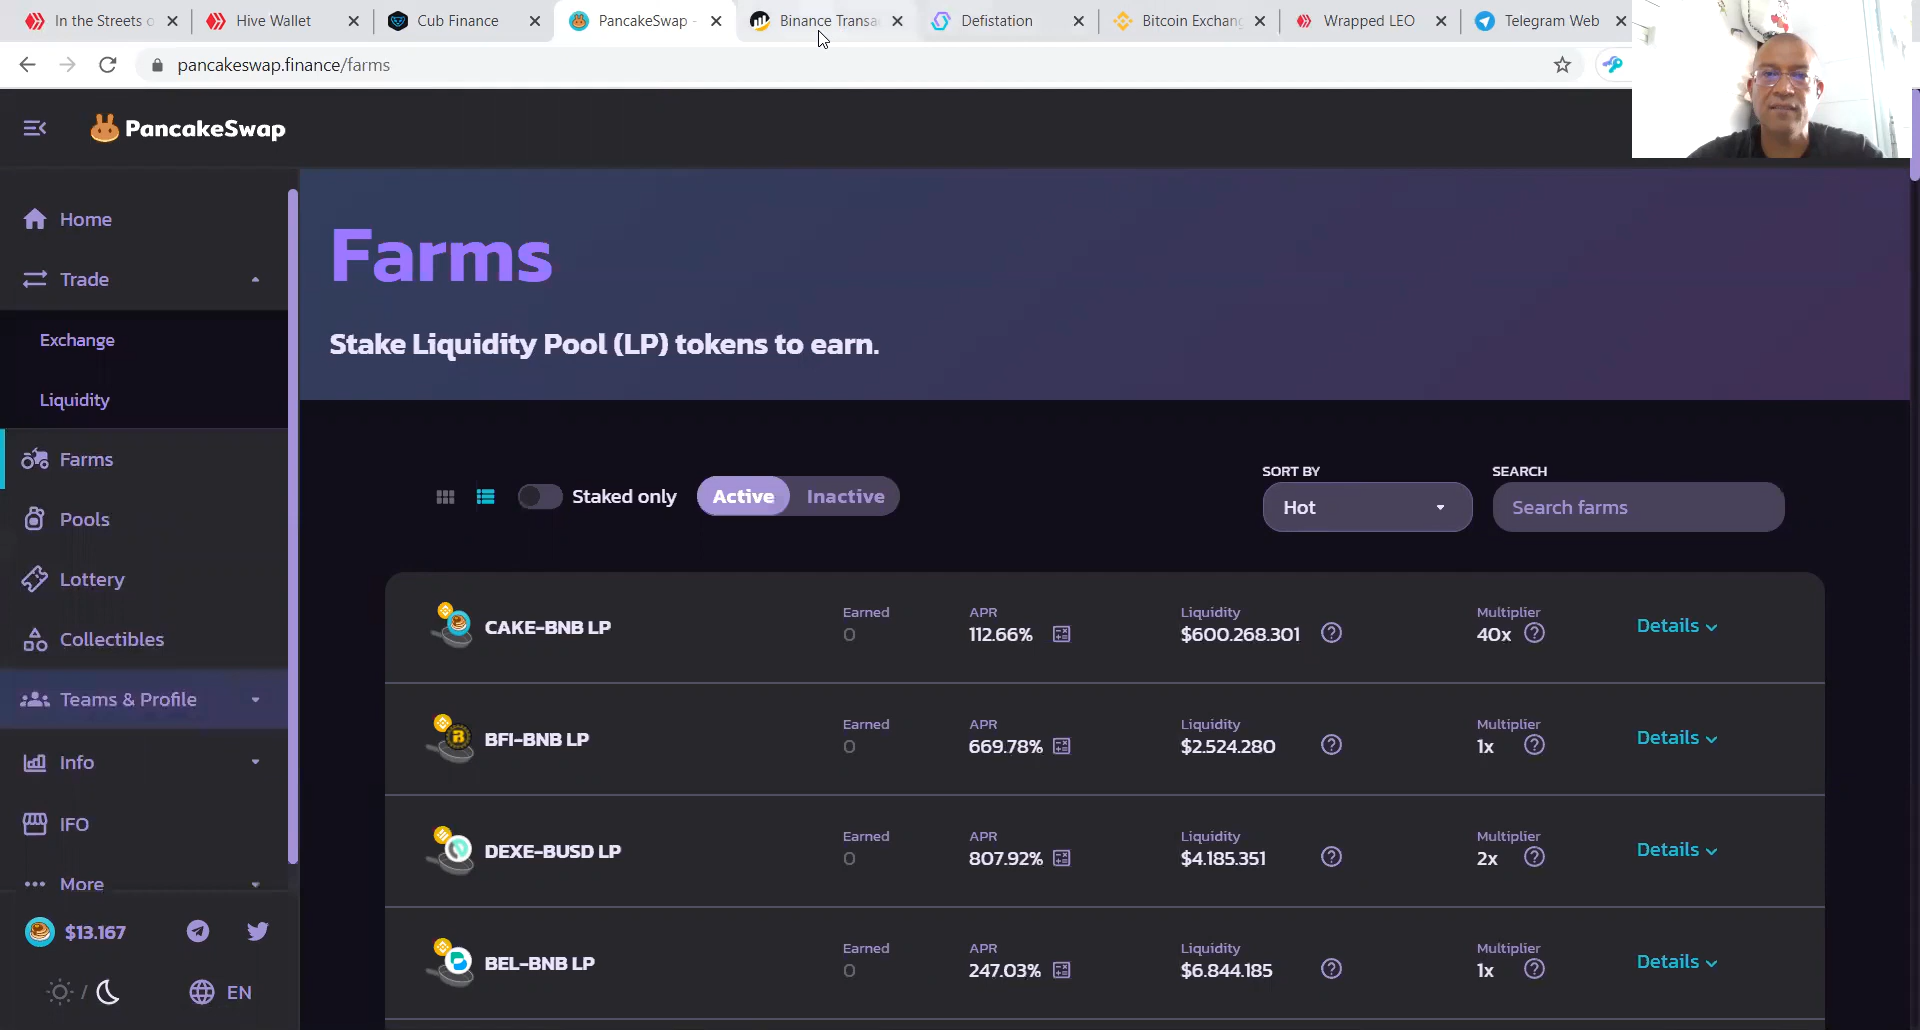 In the Streets o
Hive Wallet
Cub Finance
PancakeSwap -
Binance Transa
Defistation
Bitcoin Exchang
Wrapped LEO
Telegram Web
pancakeswap.finance/farms
PancakeSwap
Home
Trade
Exchange
Liquidity
Farms
Pools
Lottery
Collectibles
Teams & Profile
Info
IFO
More
$13.167
/
EN
Farms
Stake Liquidity Pool (LP) tokens to earn.
Staked only
Active
Inactive
SORT BY
Hot
SEARCH
Search farms
CAKE-BNB LP
Earned
0
APR
112.66%
Liquidity
$600.268.301
Multiplier
40x
Details
BFI-BNB LP
Earned
0
APR
669.78%
Liquidity
$2.524.280
Multiplier
1x
Details
DEXE-BUSD LP
Earned
0
APR
807.92%
Liquidity
$4.185.351
Multiplier
2x
Details
BEL-BNB LP
Earned
0
APR
247.03%
Liquidity
$6.844.185
Multiplier
1x
Details